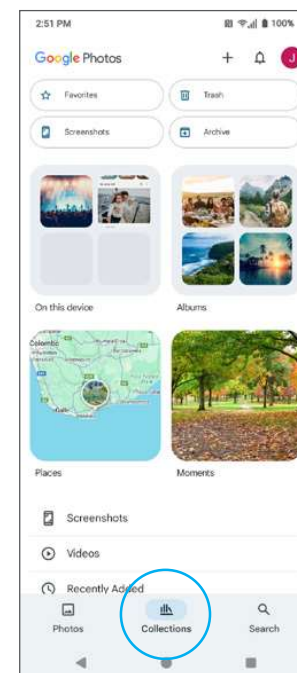 2:51 PM 100%
Google Photos J
Favorites Trash
Screenshots Archive
On this device Albums
Colombo
Galle
Places Moments
Screenshots
Videos
Recently Added
Photos Collections Search